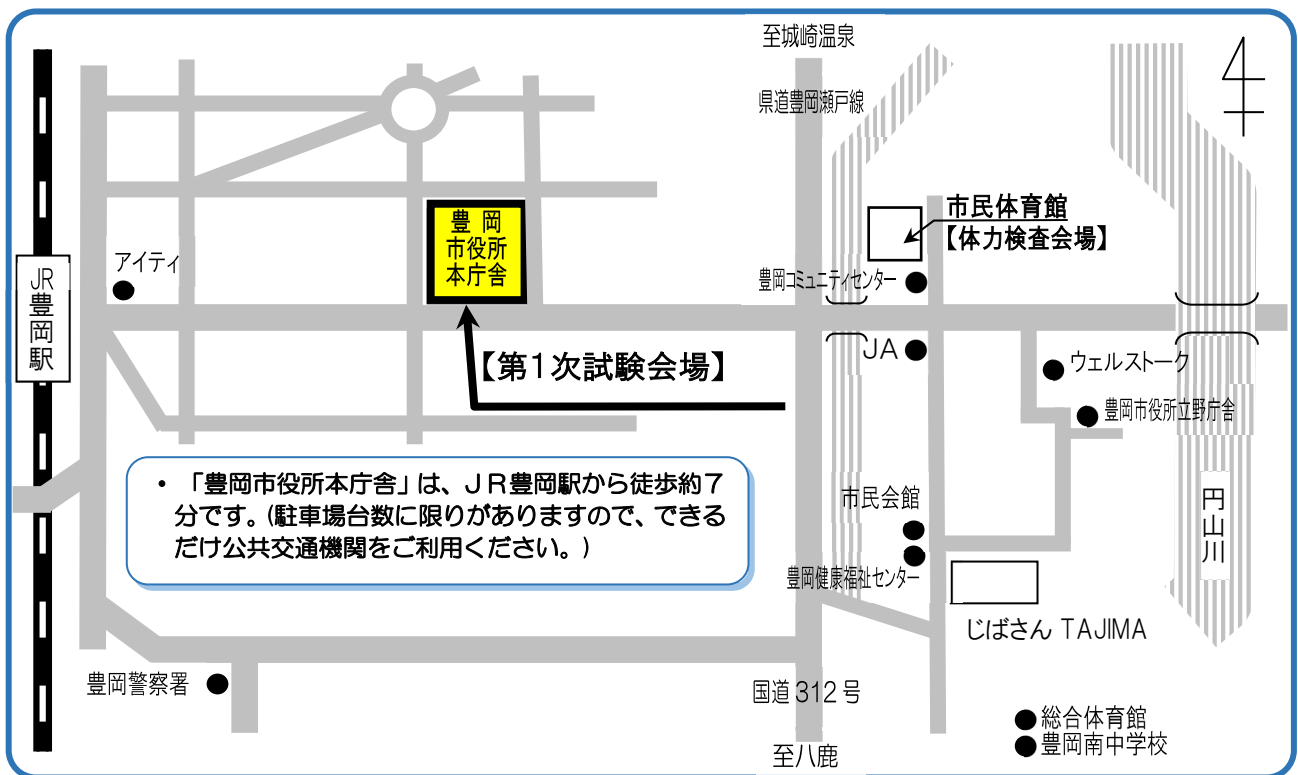 至城崎温泉
県道豊岡瀬戸線
豊 岡
市役所
本庁舎
市民体育館
【体力検査会場】
アイティ
JR
豊
岡
駅
豊岡コミュニティセンター
【第1次試験会場】
JA
ウェルストーク
豊岡市役所立野庁舎
・ 「豊岡市役所本庁舎」は、JR豊岡駅から徒歩約7
分です。(駐車場台数に限りがありますので、できる
だけ公共交通機関をご利用ください。)
市民会館
豊岡健康福祉センター
円
山
川
じばさん TAJIMA
豊岡警察署
国道 312 号
至八鹿
総合体育館
豊岡南中学校